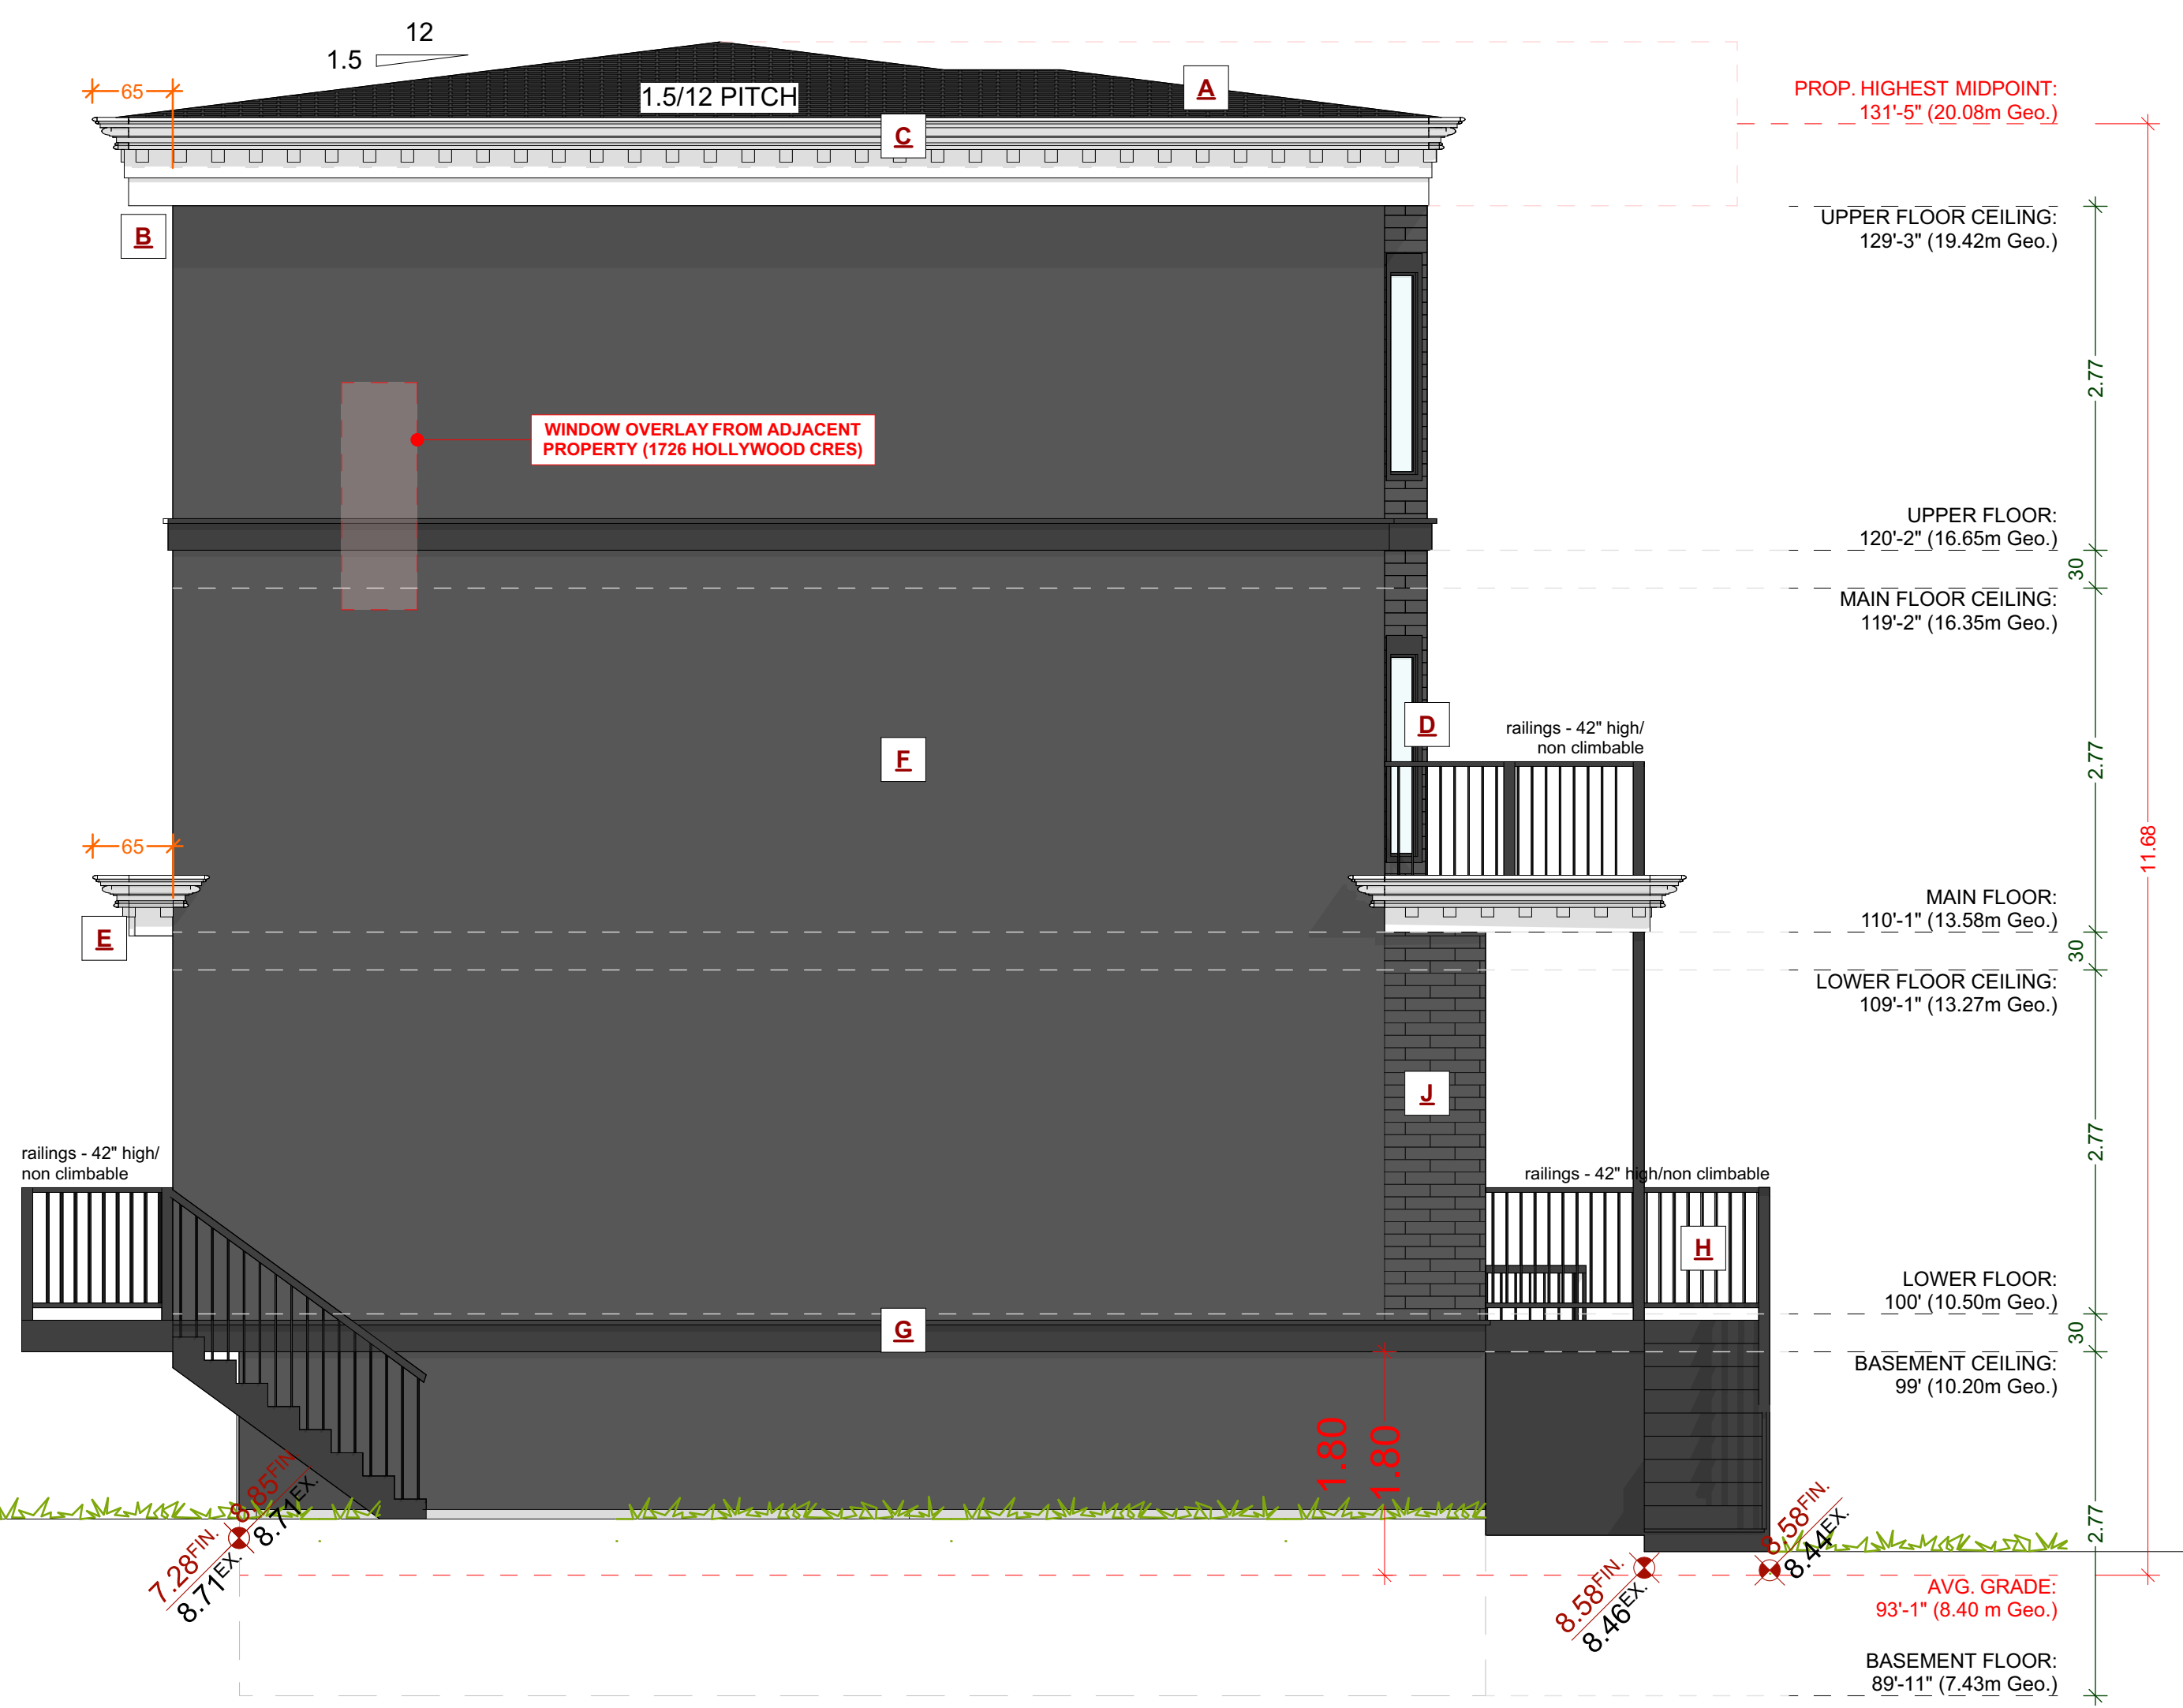 12
1.5
65
1.5/12 PITCH
A
C
B
PROP. HIGHEST MIDPOINT:
131'-5" (20.08m Geo.)
UPPER FLOOR CEILING:
129'-3" (19.42m Geo.)
2.77
WINDOW OVERLAY FROM ADJACENT
PROPERTY (1726 HOLLYWOOD CRES)
UPPER FLOOR:
120'-2" (16.65m Geo.)
30
MAIN FLOOR CEILING:
119'-2" (16.35m Geo.)
D
F
railings - 42" high/
non climbable
2.77
11.68
65
E
MAIN FLOOR:
110'-1" (13.58m Geo.)
30
LOWER FLOOR CEILING:
109'-1" (13.27m Geo.)
J
2.77
railings - 42" high/
non climbable
railings - 42" high/non climbable
H
LOWER FLOOR:
100' (10.50m Geo.)
G
30
BASEMENT CEILING:
99' (10.20m Geo.)
1.80
1.80
8.85FIN.
8.71EX.
7.28FIN.
8.71EX.
8.58FIN.
8.44EX.
8.58FIN.
8.46EX.
2.77
AVG. GRADE:
93'-1" (8.40 m Geo.)
BASEMENT FLOOR:
89'-11" (7.43m Geo.)